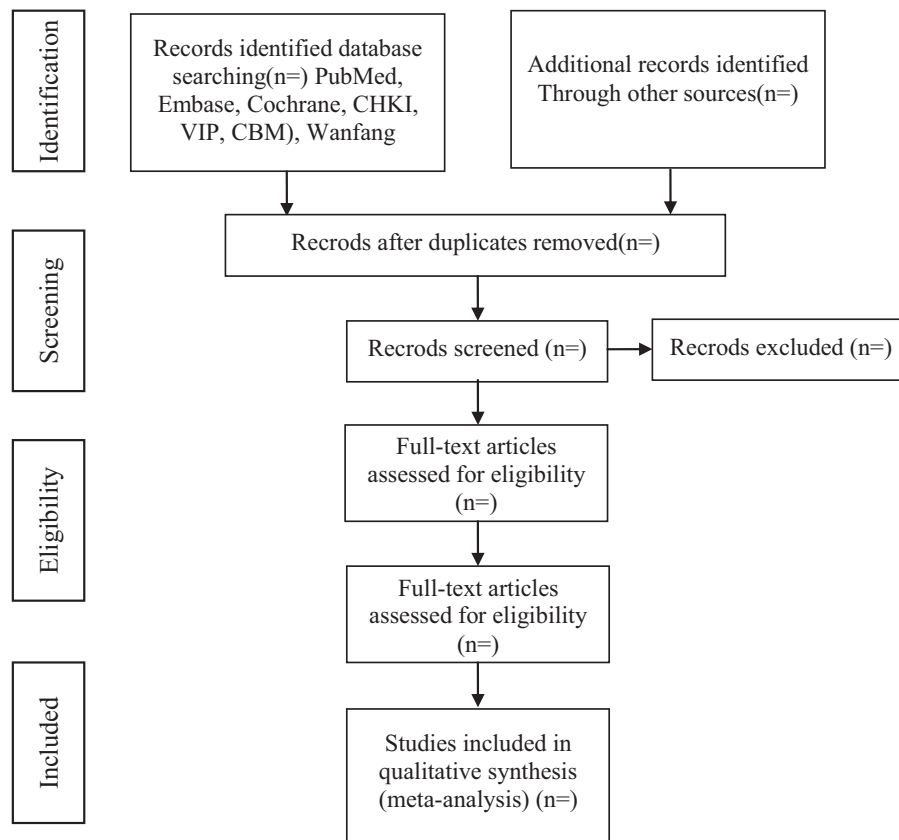 Identification
Records identified database
searching(n=) PubMed,
Embase, Cochrane, CHKI,
VIP, CBM), Wanfang
Additional records identified
Through other sources(n=)
Screening
Recrods after duplicates removed(n=)
Recrods screened (n=)
Recrods excluded (n=)
Eligibility
Full-text articles
assessed for eligibility
(n=)
Full-text articles
assessed for eligibility
(n=)
Included
Studies included in
qualitative synthesis
(meta-analysis) (n=)